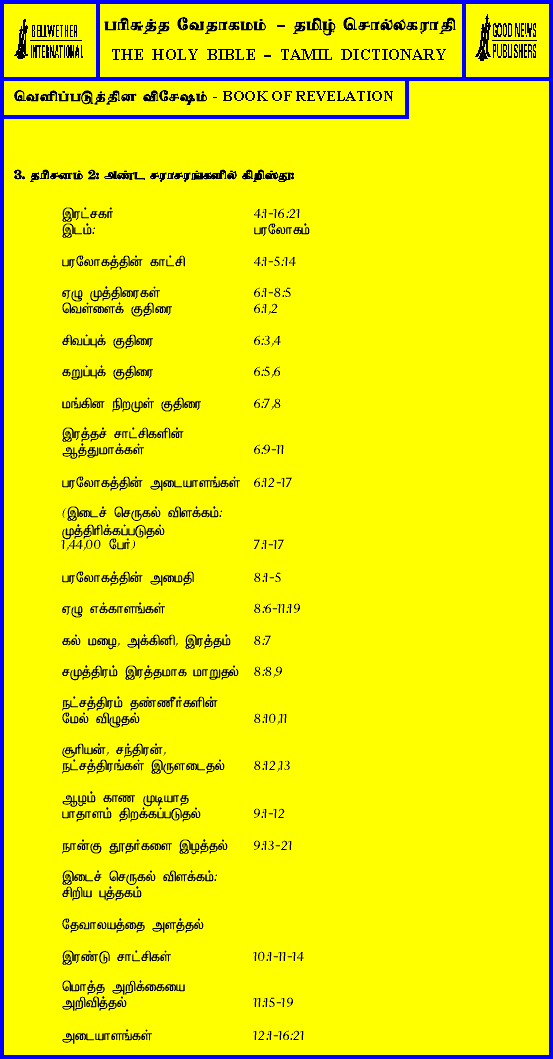 BELLWETHER
INTERNATIONAL
பரிசுத்த வேதாகமம் – தமிழ் சொல்லகராதி
THE HOLY BIBLE – TAMIL DICTIONARY
GOOD NEWS
PUBLISHERS
வெளிப்படுத்தின விசேஷம் - BOOK OF REVELATION
3. தரிசனம் 2: அண்ட சராசரங்களில் கிறிஸ்து:
இரட்சகர் 4:1-16:21
இடம்: பரலோகம்
பரலோகத்தின் காட்சி 4:1-5:14
ஏழு முத்திரைகள் 6:1-8:5
வெள்ளைக் குதிரை 6:1,2
சிவப்புக் குதிரை 6:3,4
கறுப்புக் குதிரை 6:5,6
மங்கின நிறமுள் குதிரை 6:7,8
இரத்தச் சாட்சிகளின்
ஆத்துமாக்கள் 6:9-11
பரலோகத்தின் அடையாளங்கள் 6:12-17
(இடைச் செருகல் விளக்கம்:
முத்திரிக்கப்படுதல்
1,44,00 பேர்) 7:1-17
பரலோகத்தின் அமைதி 8:1-5
ஏழு எக்காளங்கள் 8:6-11:19
கல் மழை, அக்கினி, இரத்தம் 8:7
சமுத்திரம் இரத்தமாக மாறுதல் 8:8,9
நட்சத்திரம் தண்ணீர்களின்
மேல் விழுதல் 8:10,11
சூரியன், சந்திரன்,
நட்சத்திரங்கள் இருளடைதல் 8:12,13
ஆழம் காண முடியாத
பாதாளம் திறக்கப்படுதல் 9:1-12
நான்கு தூதர்களை இழத்தல் 9:13-21
இடைச் செருகல் விளக்கம்:
சிறிய புத்தகம்
தேவாலயத்தை அளத்தல்
இரண்டு சாட்சிகள் 10:1-11-14
மொத்த அறிக்கையை
அறிவித்தல் 11:15-19
அடையாளங்கள் 12:1-16:21